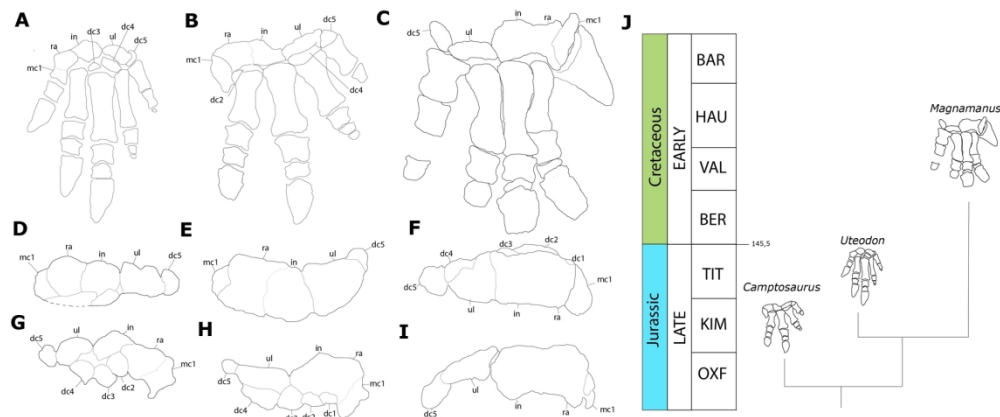 A
dc3
dc4
in
ul
dc5
ra
mc1
B
in
ul
dc5
ra
dc2
dc4
C
dc5
ul
in
ra
mc1
D
ra
in
ul
dc5
mc1
E
ra
in
ul
dc5
mc1
F
dc3
dc2
dc4
dc1
mc1
dc5
ul
in
ra
G
ul
in
ra
dc5
mc1
dc4
dc3
dc2
H
in
ul
ra
dc5
mc1
dc4
dc2
dc1
I
dc5
ul
in
ra
mc1
J
Cretaceous
EARLY
BAR
HAU
VAL
BER
145,5
Jurassic
LATE
TIT
KIM
OXF
Magnamanus
Uteodon
Camptosaurus